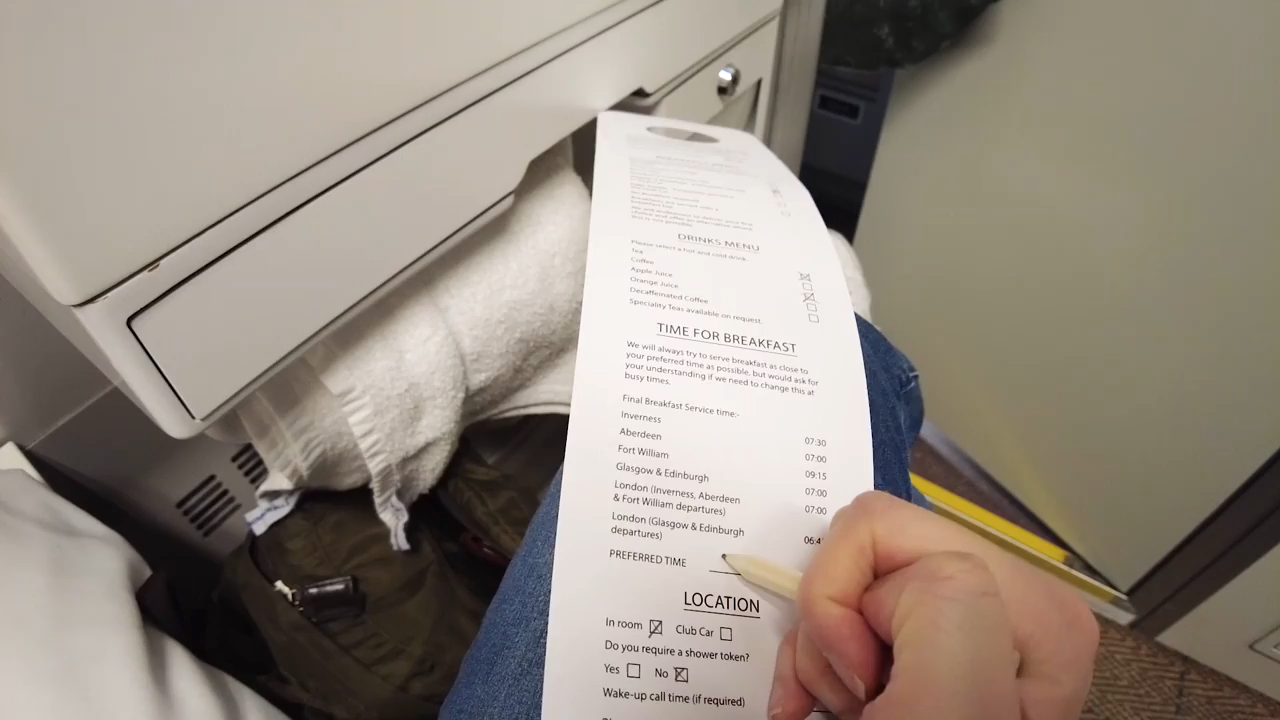 DRINKS MENU
Please select a hot and cold drink.
Tea
Coffee
Apple Juice
Orange Juice
Decaffeinated Coffee
Speciality Teas available on request.
TIME FOR BREAKFAST
We will always try to serve breakfast as close to
your preferred time as possible, but would ask for
your understanding if we need to change this at
busy times.
Final Breakfast Service time:-
Inverness 07:30
Aberdeen 07:00
Fort William 09:15
Glasgow & Edinburgh 07:00
London (Inverness, Aberdeen
& Fort William departures) 07:00
London (Glasgow & Edinburgh
departures) 06:4
PREFERRED TIME
LOCATION
In room Club Car
Do you require a shower token?
Yes No
Wake-up call time (if required)